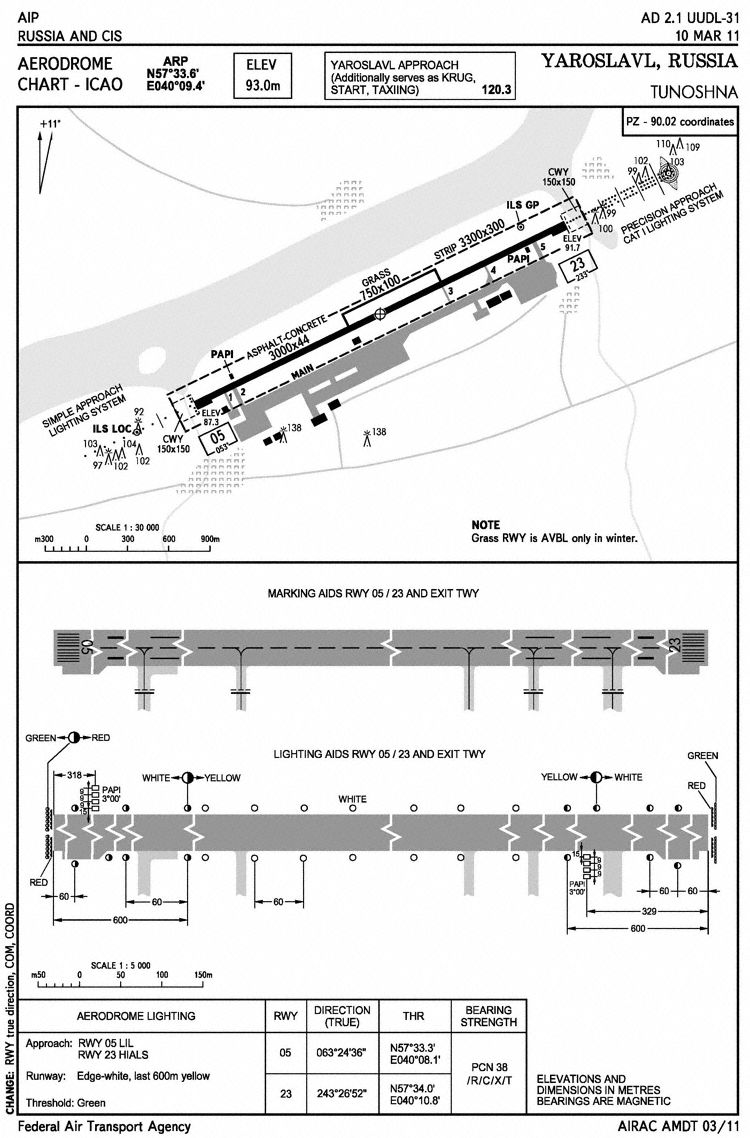 AIP
RUSSIA AND CIS
AD 2.1 UUDL-31
10 MAR 11
AERODROME
CHART - ICAO
ARP
N57°33.6'
E040°09.4'
ELEV
93.0m
YAROSLAVL APPROACH
(Additionally serves as KRUG,
START, TAXIING)
120.3
YAROSLAVL, RUSSIA
TUNOSHNA
PZ - 90.02 coordinates
+11°
110
109
102
103
99
CWY
150x150
99
100
PRECISION APPROACH
CAT I LIGHTING SYSTEM
ILS GP
STRIP 3300x300
ELEV
91.7
PAPI
5
23
233°
4
3
GRASS
750x100
ASPHALT-CONCRETE
3000x44
MAIN
PAPI
1
2
SIMPLE APPROACH
LIGHTING SYSTEM
92
ILS LOC
103
104
97
102
102
CWY
150x150
ELEV
87.3
05
053°
138
138
SCALE 1 : 30 000
m300
0
300
600
900m
NOTE
Grass RWY is AVBL only in winter.
MARKING AIDS RWY 05 / 23 AND EXIT TWY
05
23
GREEN
RED
LIGHTING AIDS RWY 05 / 23 AND EXIT TWY
318
PAPI
3°00'
9
9
9
15
WHITE
YELLOW
WHITE
YELLOW
WHITE
GREEN
RED
RED
60
60
60
600
15
9
9
9
PAPI
3°00'
60
60
329
600
SCALE 1 : 5 000
m50
0
50
100
150m
CHANGE: RWY true direction, COM, COORD
AERODROME LIGHTING
RWY
DIRECTION
(TRUE)
THR
BEARING
STRENGTH
Approach: RWY 05 LIL
RWY 23 HIALS
Runway: Edge-white, last 600m yellow
Threshold: Green
05
063°24'36"
N57°33.3'
E040°08.1'
23
243°26'52"
N57°34.0'
E040°10.8'
PCN 38
/R/C/X/T
ELEVATIONS AND
DIMENSIONS IN METRES
BEARINGS ARE MAGNETIC
Federal Air Transport Agency
AIRAC AMDT 03/11